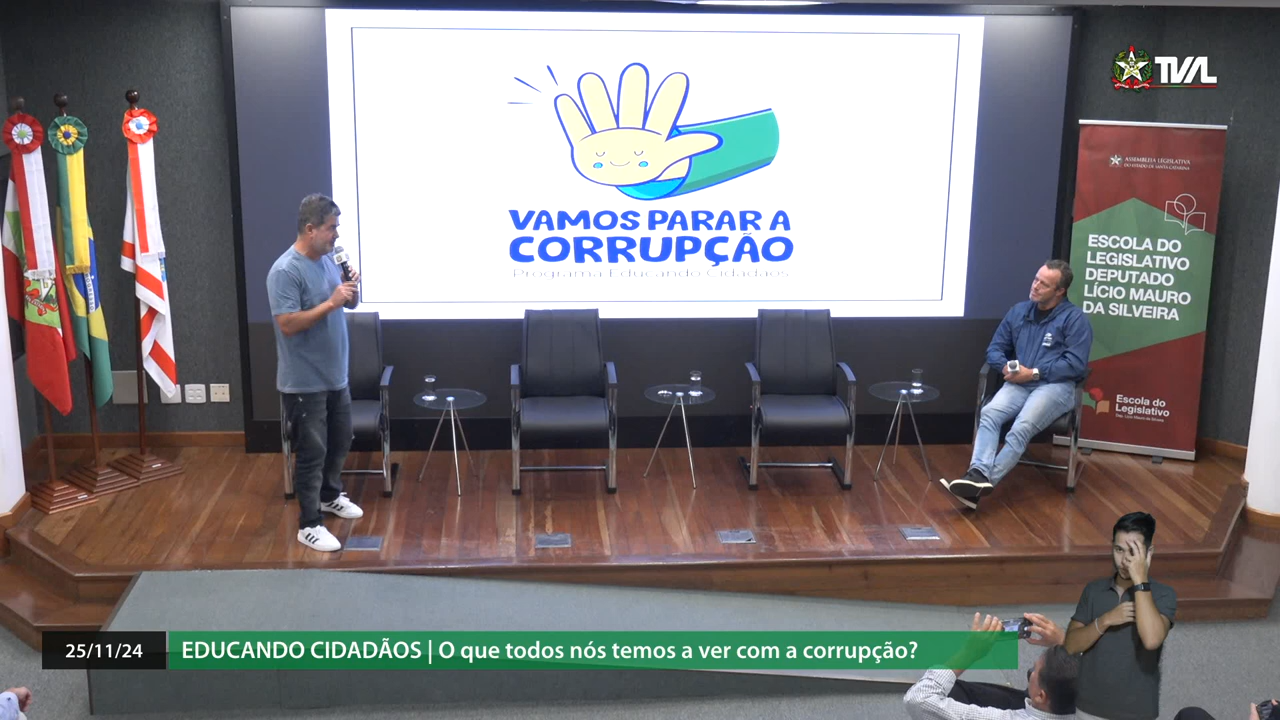 TVAL
VAMOS PARAR A
CORRUPÇÃO
Programa Educando Cidadãos
ASSEMBLEIA LEGISLATIVA
DO ESTADO DE SANTA CATARINA
ESCOLA DO
LEGISLATIVO
DEPUTADO
LÍCIO MAURO
DA SILVEIRA
Escola do
Legislativo
25/11/24
EDUCANDO CIDADÃOS | O que todos nós temos a ver com a corrupção?